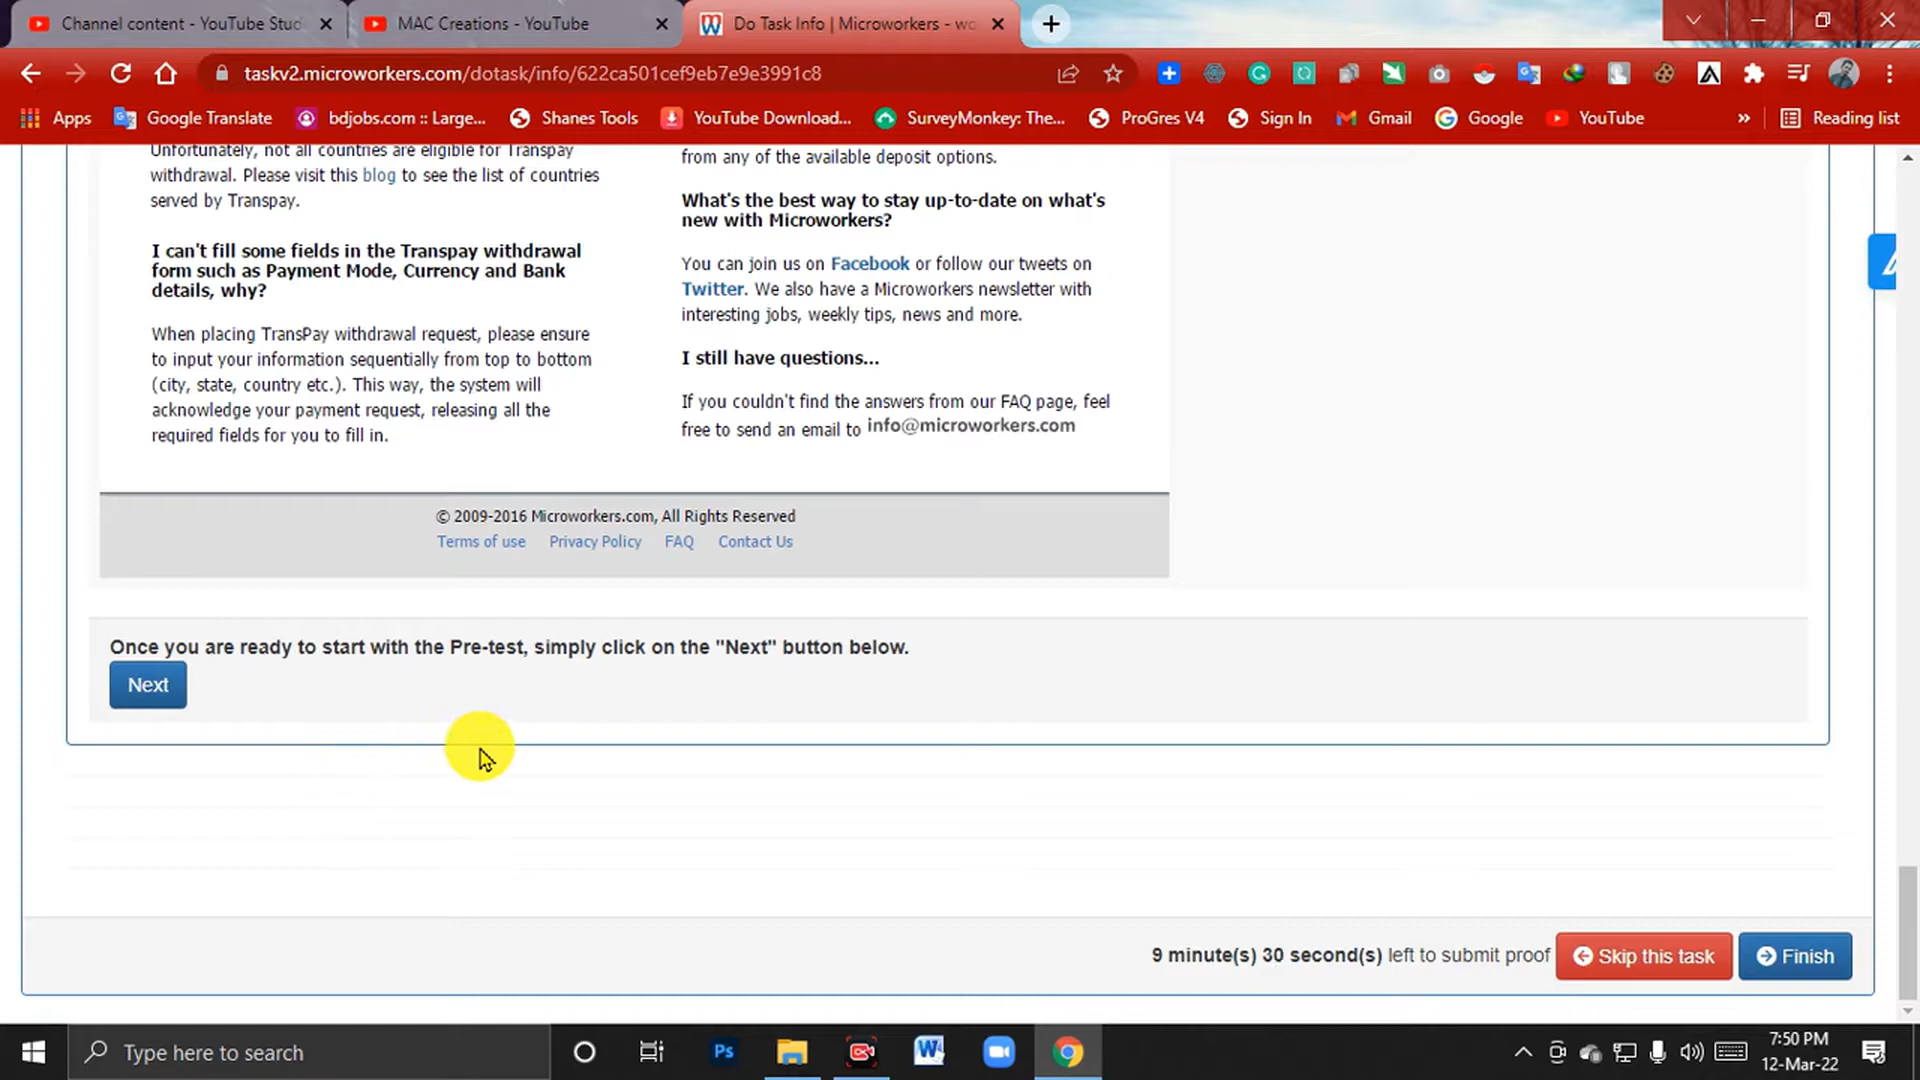 Channel content - YouTube Stud
MAC Creations - YouTube
Do Task Info | Microworkers - wo
taskv2.microworkers.com/dotask/info/622ca501cef9eb7e9e3991c8
Apps
Google Translate
bdjobs.com :: Large...
Shanes Tools
YouTube Download...
SurveyMonkey: The...
ProGres V4
Sign In
Gmail
Google
YouTube
»
Reading list
Unfortunately, not all countries are eligible for Transpay
withdrawal. Please visit this blog to see the list of countries
served by Transpay.
I can't fill some fields in the Transpay withdrawal
form such as Payment Mode, Currency and Bank
details, why?
When placing TransPay withdrawal request, please ensure
to input your information sequentially from top to bottom
(city, state, country etc.). This way, the system will
acknowledge your payment request, releasing all the
required fields for you to fill in.
from any of the available deposit options.
What's the best way to stay up-to-date on what's
new with Microworkers?
You can join us on Facebook or follow our tweets on
Twitter. We also have a Microworkers newsletter with
interesting jobs, weekly tips, news and more.
I still have questions...
If you couldn't find the answers from our FAQ page, feel
free to send an email to info@microworkers.com
© 2009-2016 Microworkers.com, All Rights Reserved
Terms of use Privacy Policy FAQ Contact Us
Once you are ready to start with the Pre-test, simply click on the "Next" button below.
Next
9 minute(s) 30 second(s) left to submit proof
Skip this task
Finish
Type here to search
Ps
W
7:50 PM
12-Mar-22